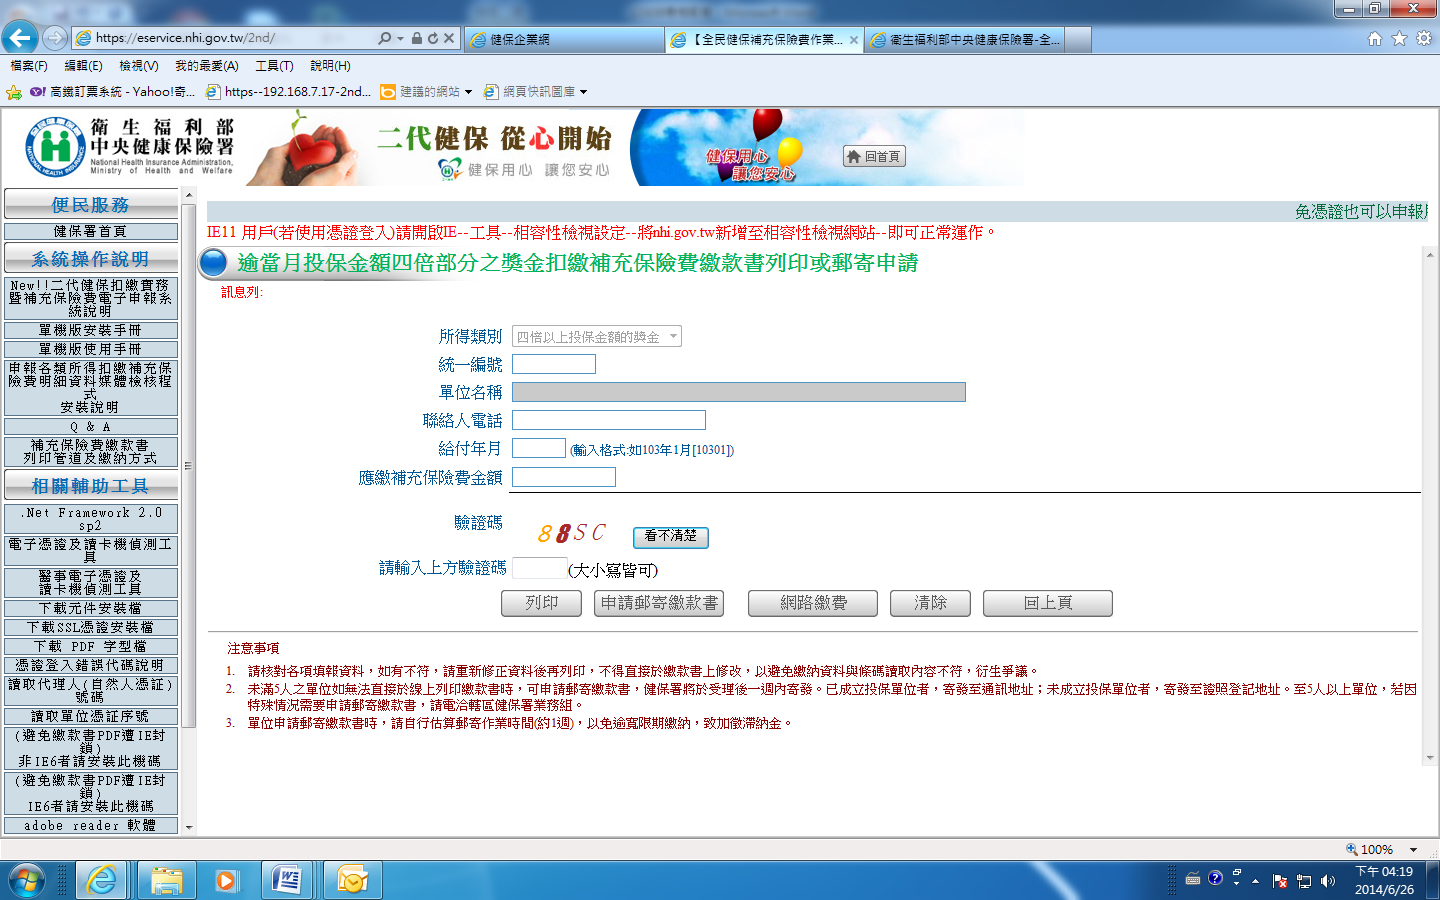 https://eservice.nhi.gov.tw/2nd/
健保企業網
【全民健保補充保險費作業...
衛生福利部中央健康保險署-全...
檔案(F) 編輯(E) 檢視(V) 我的最愛(A) 工具(T) 說明(H)
高鐵訂票系統 - Yahoo!奇... https--192.168.7.17-2nd... 建議的網站 網頁快訊圖庫
衛生福利部
中央健康保險署
National Health Insurance Administration,
Ministry of Health and Welfare
二代健保 從心開始
健保用心 讓您安心
健保用心
讓您安心
回首頁
便民服務
健保署首頁
系統操作說明
New!!二代健保扣繳實務
暨補充保險費電子申報系
統說明
單機版安裝手冊
單機版使用手冊
申報各類所得扣繳補充保
險費明細資料媒體檢核程
式
安裝說明
Q & A
補充保險費繳款書
列印管道及繳納方式
相關輔助工具
.Net Framework 2.0
sp2
電子憑證及讀卡機偵測工
具
醫事電子憑證及
讀卡機偵測工具
下載元件安裝檔
下載SSL憑證安裝檔
下載 PDF 字型檔
憑證登入錯誤代碼說明
讀取代理人(自然人憑証)
號碼
讀取單位憑証序號
(避免繳款書PDF遭IE封
鎖)
非IE6者請安裝此機碼
(避免繳款書PDF遭IE封
鎖)
IE6者請安裝此機碼
adobe reader 軟體
免憑證也可以申報
IE11 用戶(若使用憑證登入)請開啟IE--工具--相容性檢視設定--將nhi.gov.tw新增至相容性檢視網站--即可正常運作。
逾當月投保金額四倍部分之獎金扣繳補充保險費繳款書列印或郵寄申請
訊息列:
所得類別 四倍以上投保金額的獎金
統一編號
單位名稱
聯絡人電話
給付年月 (輸入格式:如103年1月[10301])
應繳補充保險費金額
驗證碼 88SC 看不清楚
請輸入上方驗證碼 (大小寫皆可)
列印 申請郵寄繳款書 網路繳費 清除 回上頁
注意事項
1. 請核對各項填報資料，如有不符，請重新修正資料後再列印，不得直接於繳款書上修改，以避免繳納資料與條碼讀取內容不符，衍生爭議。
2. 未滿5人之單位如無法直接於線上列印繳款書時，可申請郵寄繳款書，健保署將於受理後一週內寄發。已成立投保單位者，寄發至通訊地址；未成立投保單位者，寄發至證照登記地址。至5人以上單位，若因
特殊情況需要申請郵寄繳款書，請電洽轄區健保署業務組。
3. 單位申請郵寄繳款書時，請自行估算郵寄作業時間(約1週)，以免逾寬限期繳納，致加徵滯納金。
100%
下午 04:19
2014/6/26